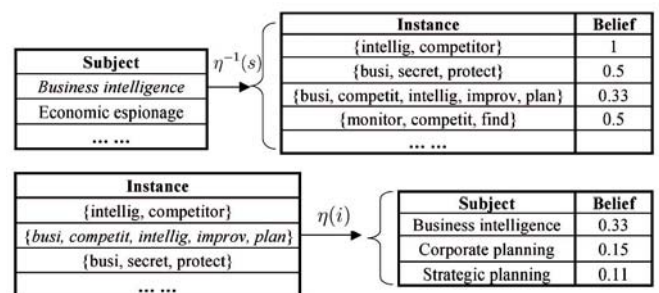 Subject
Business intelligence
Economic espionage
... ...
η⁻¹(s)
Instance Belief
{intellig, competitor} 1
{busi, secret, protect} 0.5
{busi, competit, intellig, improv, plan} 0.33
{monitor, competit, find} 0.5
... ...
Instance
{intellig, competitor}
{busi, competit, intellig, improv, plan}
{busi, secret, protect}
... ...
η(i)
Subject Belief
Business intelligence 0.33
Corporate planning 0.15
Strategic planning 0.11